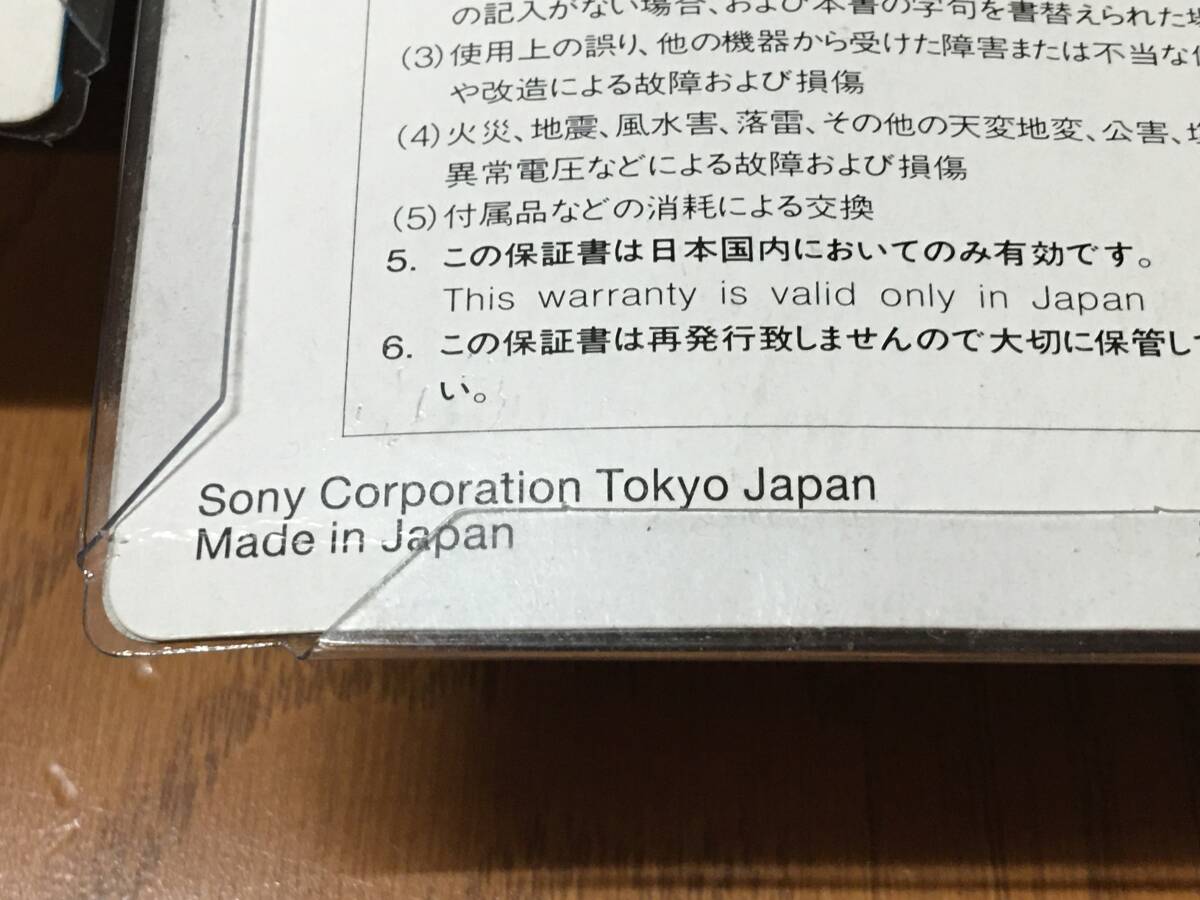 の記入がない場合、および本書の字句を書替えられた場
(3)使用上の誤り、他の機器から受けた障害または不当な修
や改造による故障および損傷
(4)火災、地震、風水害、落雷、その他の天変地変、公害、塩
異常電圧などによる故障および損傷
(5)付属品などの消耗による交換
5. この保証書は日本国内においてのみ有効です。
This warranty is valid only in Japan
6. この保証書は再発行致しませんので大切に保管して
い。
Sony Corporation Tokyo Japan
Made in Japan